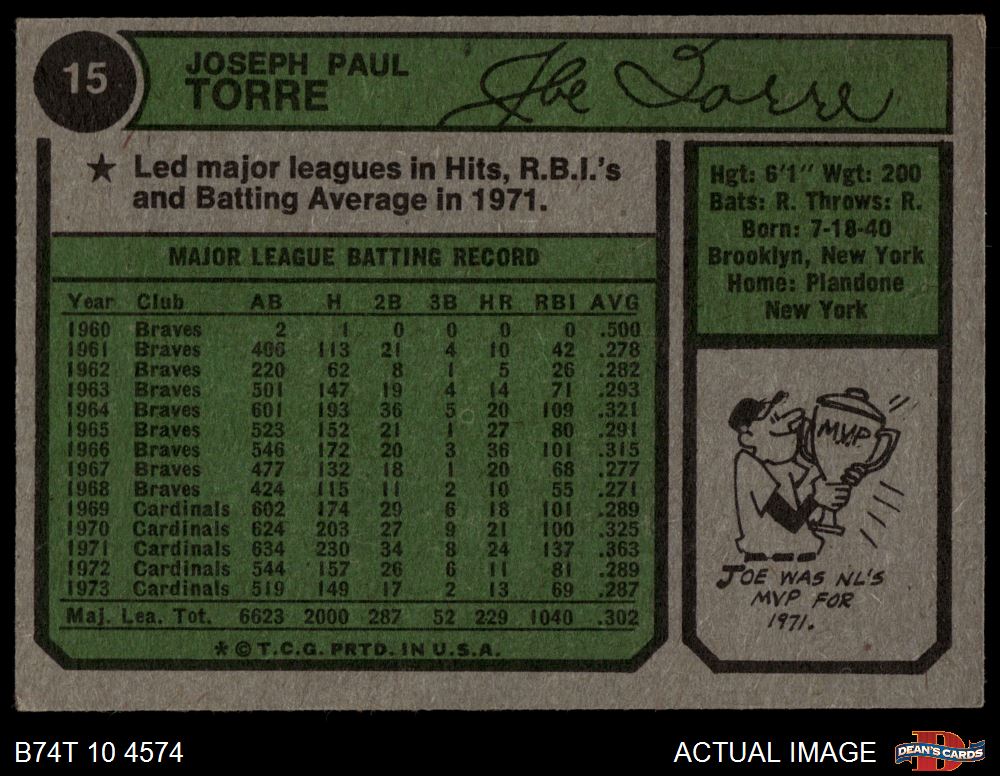 15
JOSEPH PAUL
TORRE
Joe Torre
★ Led major leagues in Hits, R.B.I.'s
and Batting Average in 1971.
MAJOR LEAGUE BATTING RECORD
Year Club AB H 2B 3B HR RBI AVG
1960 Braves 2 1 0 0 0 0 .500
1961 Braves 406 113 21 4 10 42 .278
1962 Braves 220 62 8 1 5 26 .282
1963 Braves 501 147 19 4 14 71 .293
1964 Braves 601 193 36 5 20 109 .321
1965 Braves 523 152 21 1 27 80 .291
1966 Braves 546 172 20 3 36 101 .315
1967 Braves 477 132 18 1 20 68 .277
1968 Braves 424 115 11 2 10 55 .271
1969 Cardinals 602 174 29 6 18 101 .289
1970 Cardinals 624 203 27 9 21 100 .325
1971 Cardinals 634 230 34 8 24 137 .363
1972 Cardinals 544 157 26 6 11 81 .289
1973 Cardinals 519 149 17 2 13 69 .287
Maj. Lea. Tot. 6623 2000 287 52 229 1040 .302
* © T.C.G. PRTD. IN U.S.A.
Hgt: 6'1" Wgt: 200
Bats: R. Throws: R.
Born: 7-18-40
Brooklyn, New York
Home: Plandone
New York
M.V.P.
JOE WAS NL'S
MVP FOR
1971.
B74T 10 4574
ACTUAL IMAGE
DEAN'S CARDS